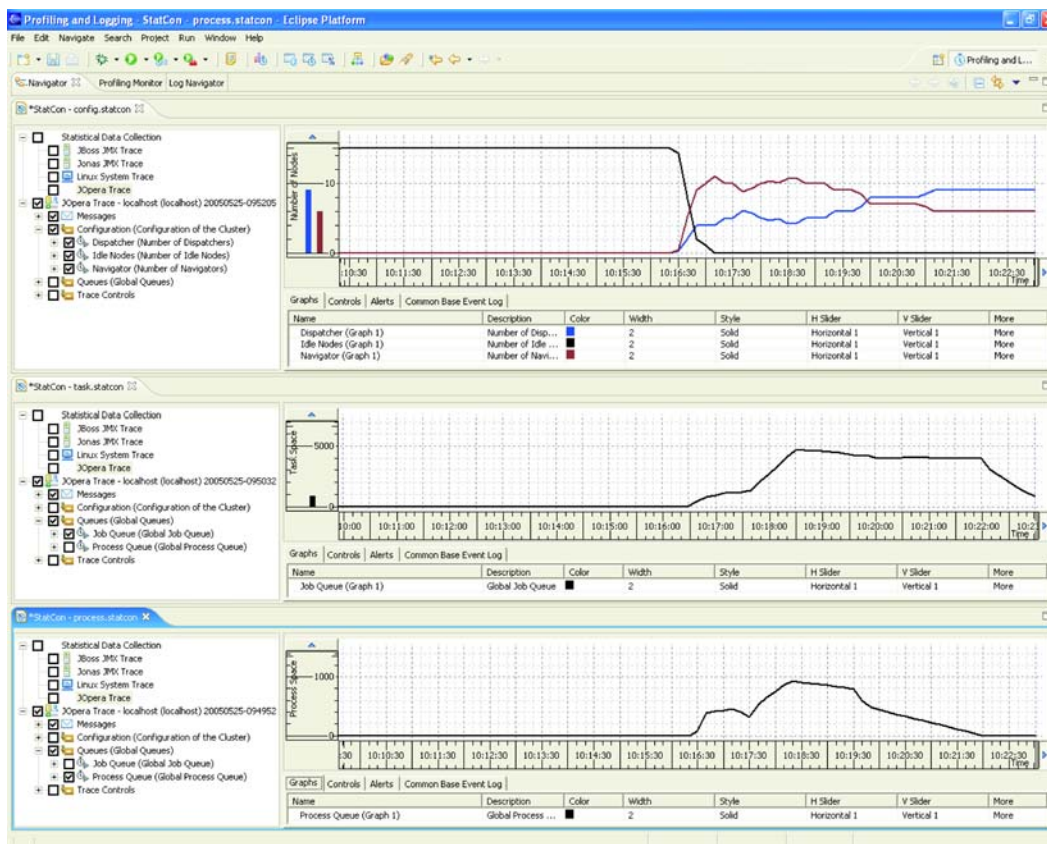 Profiling and Logging - StatCon - process.statcon - Eclipse Platform
File Edit Navigate Search Project Run Window Help
Profiling and L...
Navigator Profiling Monitor Log Navigator
*StatCon - config.statcon
Statistical Data Collection
JBoss JMX Trace
Jonas JMX Trace
Linux System Trace
JOpera Trace
JOpera Trace - localhost (localhost) 20050525-095205
Messages
Configuration (Configuration of the Cluster)
Dispatcher (Number of Dispatchers)
Idle Nodes (Number of Idle Nodes)
Navigator (Number of Navigators)
Queues (Global Queues)
Trace Controls
Number of Nodes
10
0
:10:30 10:11:30 10:12:30 10:13:30 10:14:30 10:15:30 10:16:30 10:17:30 10:18:30 10:19:30 10:20:30 10:21:30 10:22:30
Time
Graphs Controls Alerts Common Base Event Log
Name Description Color Width Style H Slider V Slider More
Dispatcher (Graph 1) Number of Disp... 2 Solid Horizontal 1 Vertical 1 More
Idle Nodes (Graph 1) Number of Idle ... 2 Solid Horizontal 1 Vertical 1 More
Navigator (Graph 1) Number of Navi... 2 Solid Horizontal 1 Vertical 1 More
*StatCon - task.statcon
Statistical Data Collection
JBoss JMX Trace
Jonas JMX Trace
Linux System Trace
JOpera Trace
JOpera Trace - localhost (localhost) 20050525-095032
Messages
Configuration (Configuration of the Cluster)
Queues (Global Queues)
Job Queue (Global Job Queue)
Process Queue (Global Process Queue)
Trace Controls
Task Space
5000
0
10:00 10:11:00 10:12:00 10:13:00 10:14:00 10:15:00 10:16:00 10:17:00 10:18:00 10:19:00 10:20:00 10:21:00 10:22:00 10:23
Time
Graphs Controls Alerts Common Base Event Log
Name Description Color Width Style H Slider V Slider More
Job Queue (Graph 1) Global Job Queue 2 Solid Horizontal 1 Vertical 1 More
*StatCon - process.statcon
Statistical Data Collection
JBoss JMX Trace
Jonas JMX Trace
Linux System Trace
JOpera Trace
JOpera Trace - localhost (localhost) 20050525-094952
Messages
Configuration (Configuration of the Cluster)
Queues (Global Queues)
Job Queue (Global Job Queue)
Process Queue (Global Process Queue)
Trace Controls
Process Space
1000
0
:30 10:10:30 10:11:30 10:12:30 10:13:30 10:14:30 10:15:30 10:16:30 10:17:30 10:18:30 10:19:30 10:20:30 10:21:30 10:22:30
Time
Graphs Controls Alerts Common Base Event Log
Name Description Color Width Style H Slider V Slider More
Process Queue (Graph 1) Global Process ... 2 Solid Horizontal 1 Vertical 1 More